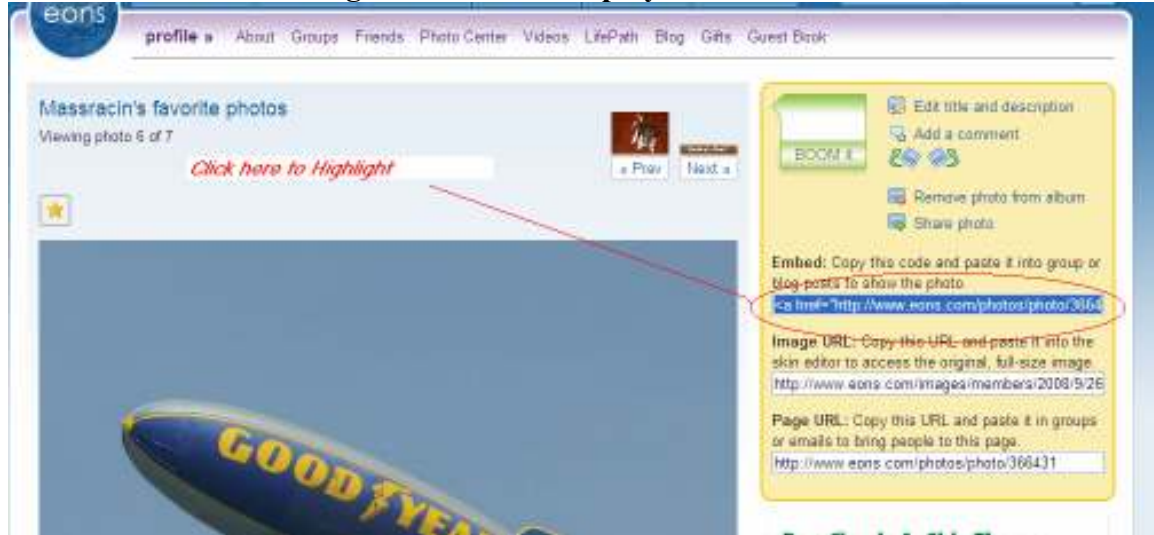 eons
profile » About Groups Friends Photo Center Videos LifePath Blog Gifts Guest Book
Massracin's favorite photos
Viewing photo 6 of 7
Click here to Highlight
« Prev Next »
BOOM it
Edit title and description
Add a comment
Remove photo from album
Share photo
Embed: Copy this code and paste it into group or
blog posts to show the photo
<a href="http://www.eons.com/photos/photo/3664
Image URL: Copy this URL and paste it into the
skin editor to access the original, full-size image.
http://www.eons.com/images/members/2008/9/26
Page URL: Copy this URL and paste it in groups
or emails to bring people to this page.
http://www.eons.com/photos/photo/366431
GOOD YEAR